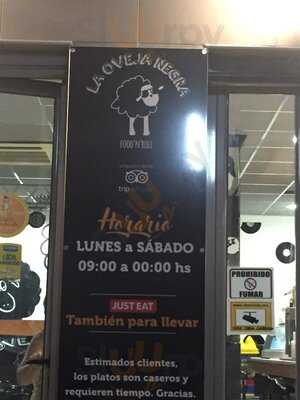 LA OVEJA NEGRA
FOOD 'N' ROLL
Horario
LUNES a SÁBADO
09:00 a 00:00 hs
JUST EAT
También para llevar
Estimados clientes,
los platos son caseros y
requieren tiempo. Gracias.
PROHIBIDO
FUMAR